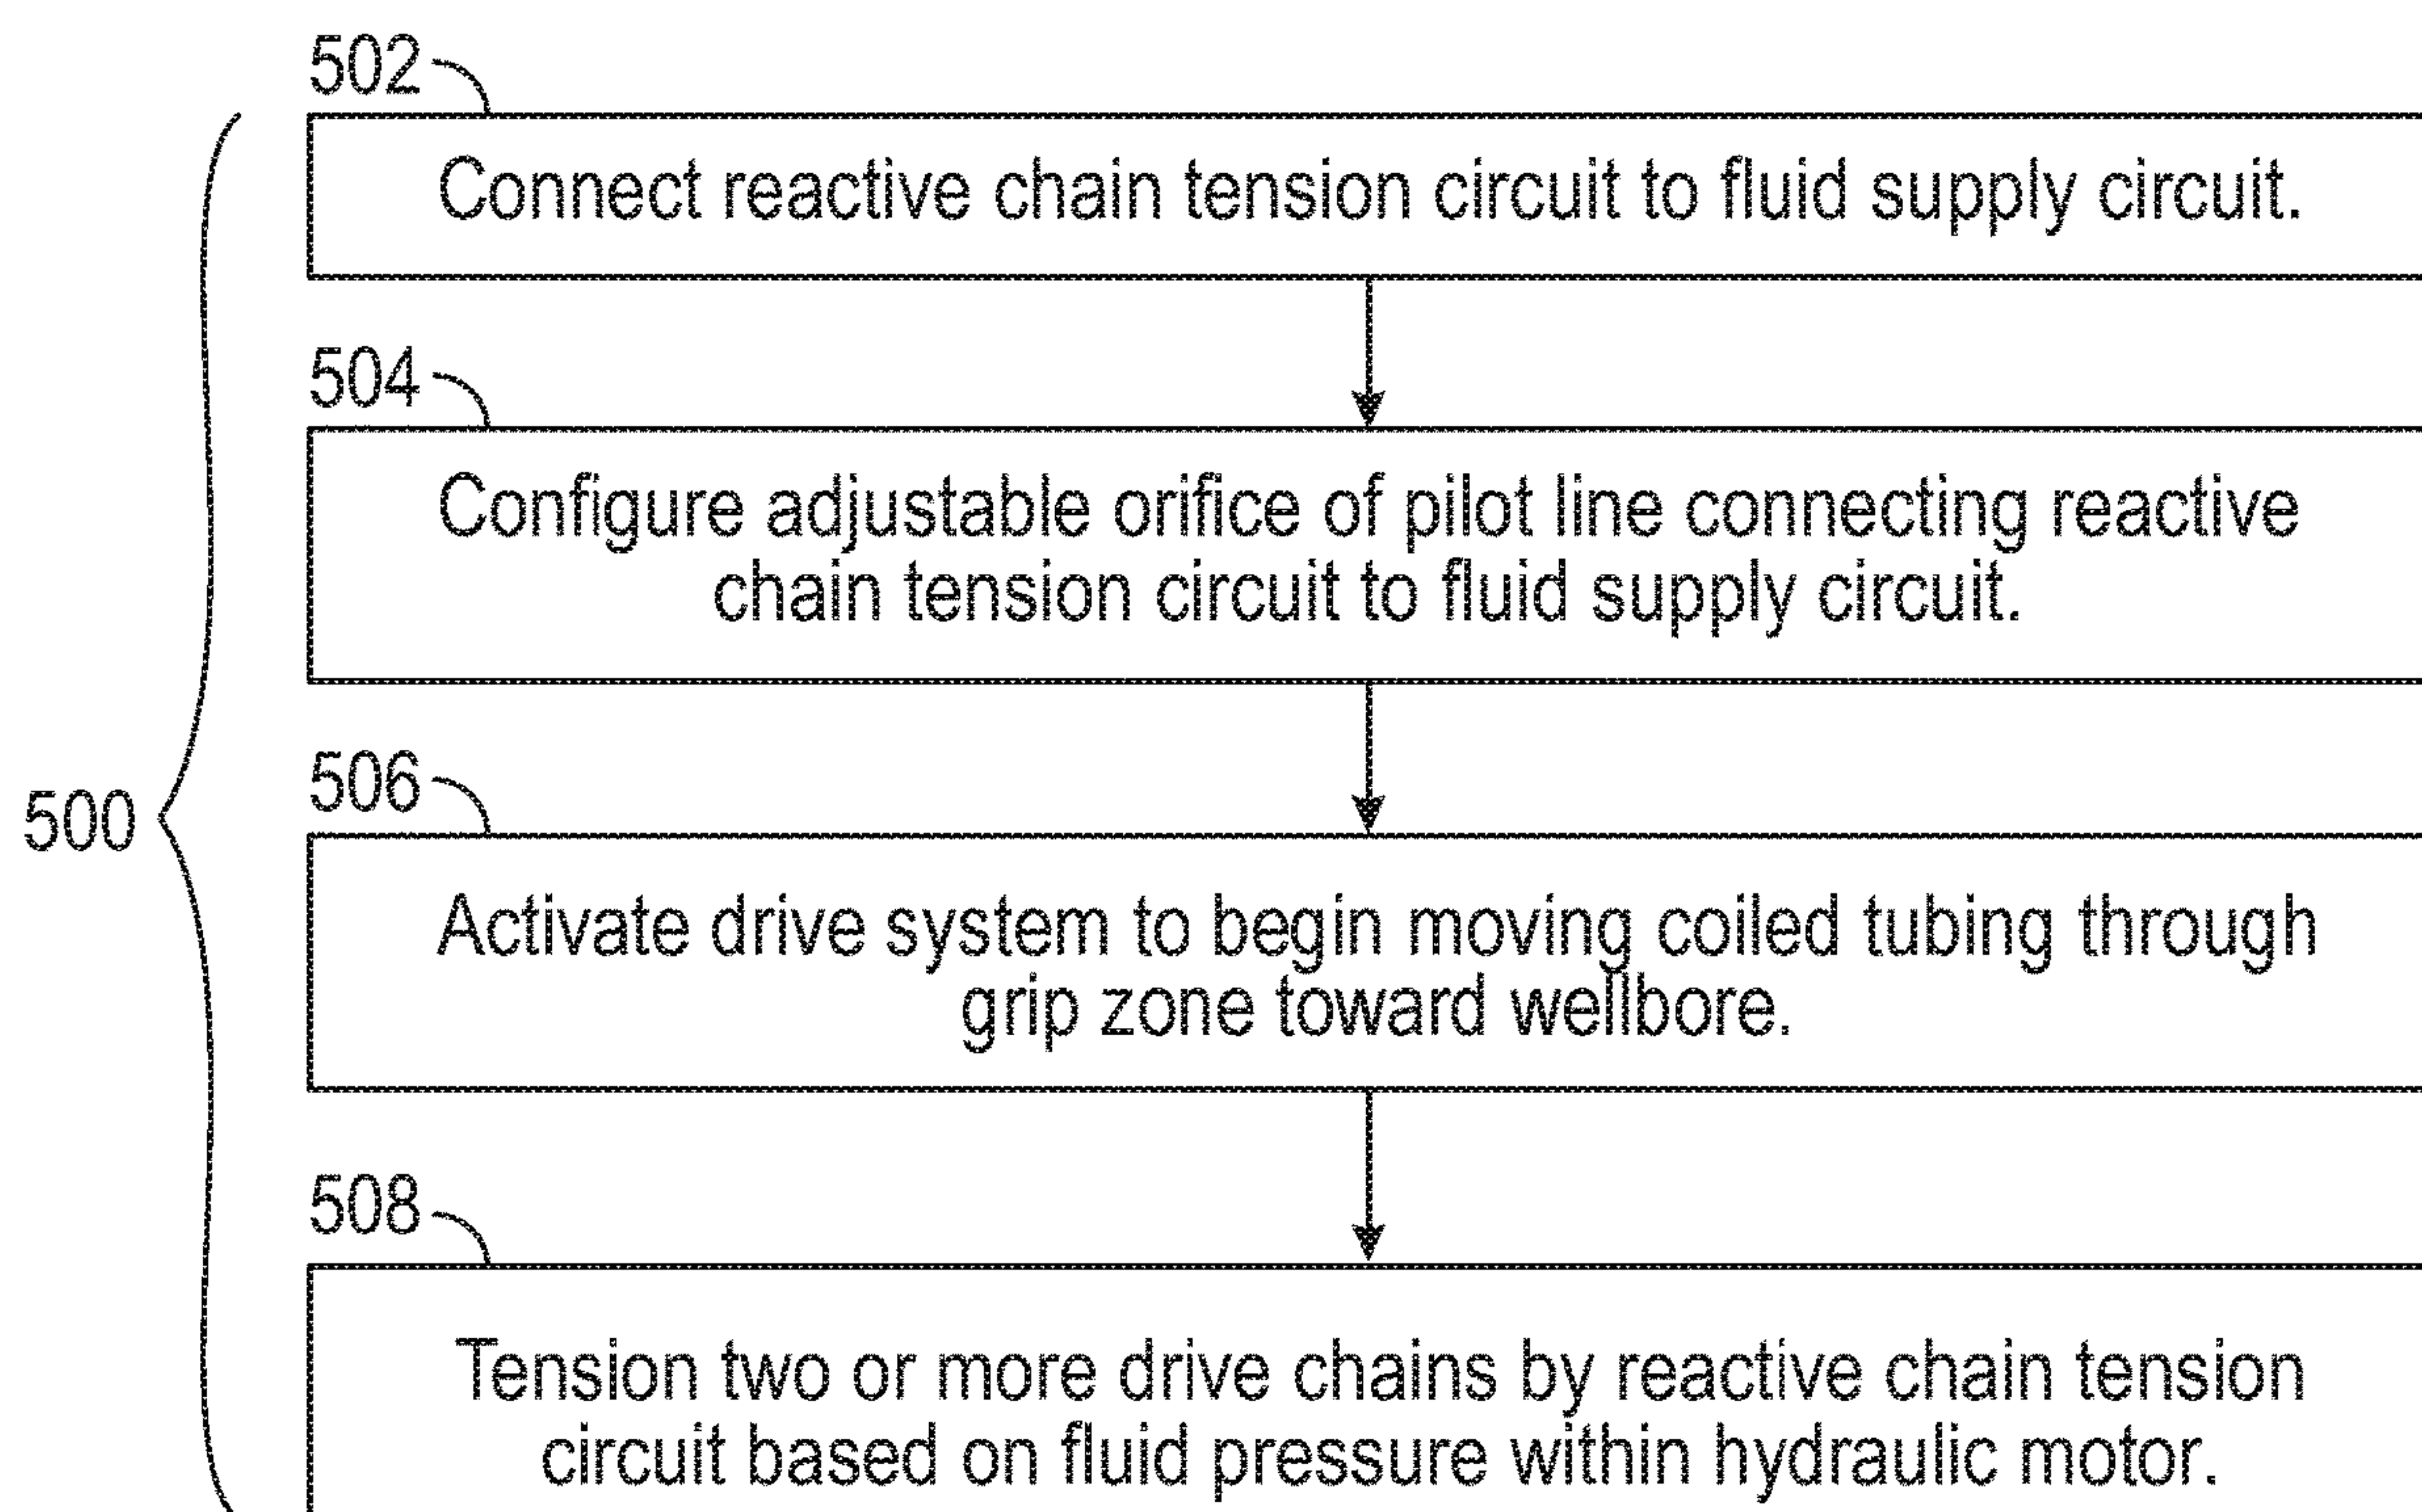 502
Connect reactive chain tension circuit to fluid supply circuit.
504
Configure adjustable orifice of pilot line connecting reactive
chain tension circuit to fluid supply circuit.
506
500
Activate drive system to begin moving coiled tubing through
grip zone toward wellbore.
508
Tension two or more drive chains by reactive chain tension
circuit based on fluid pressure within hydraulic motor.